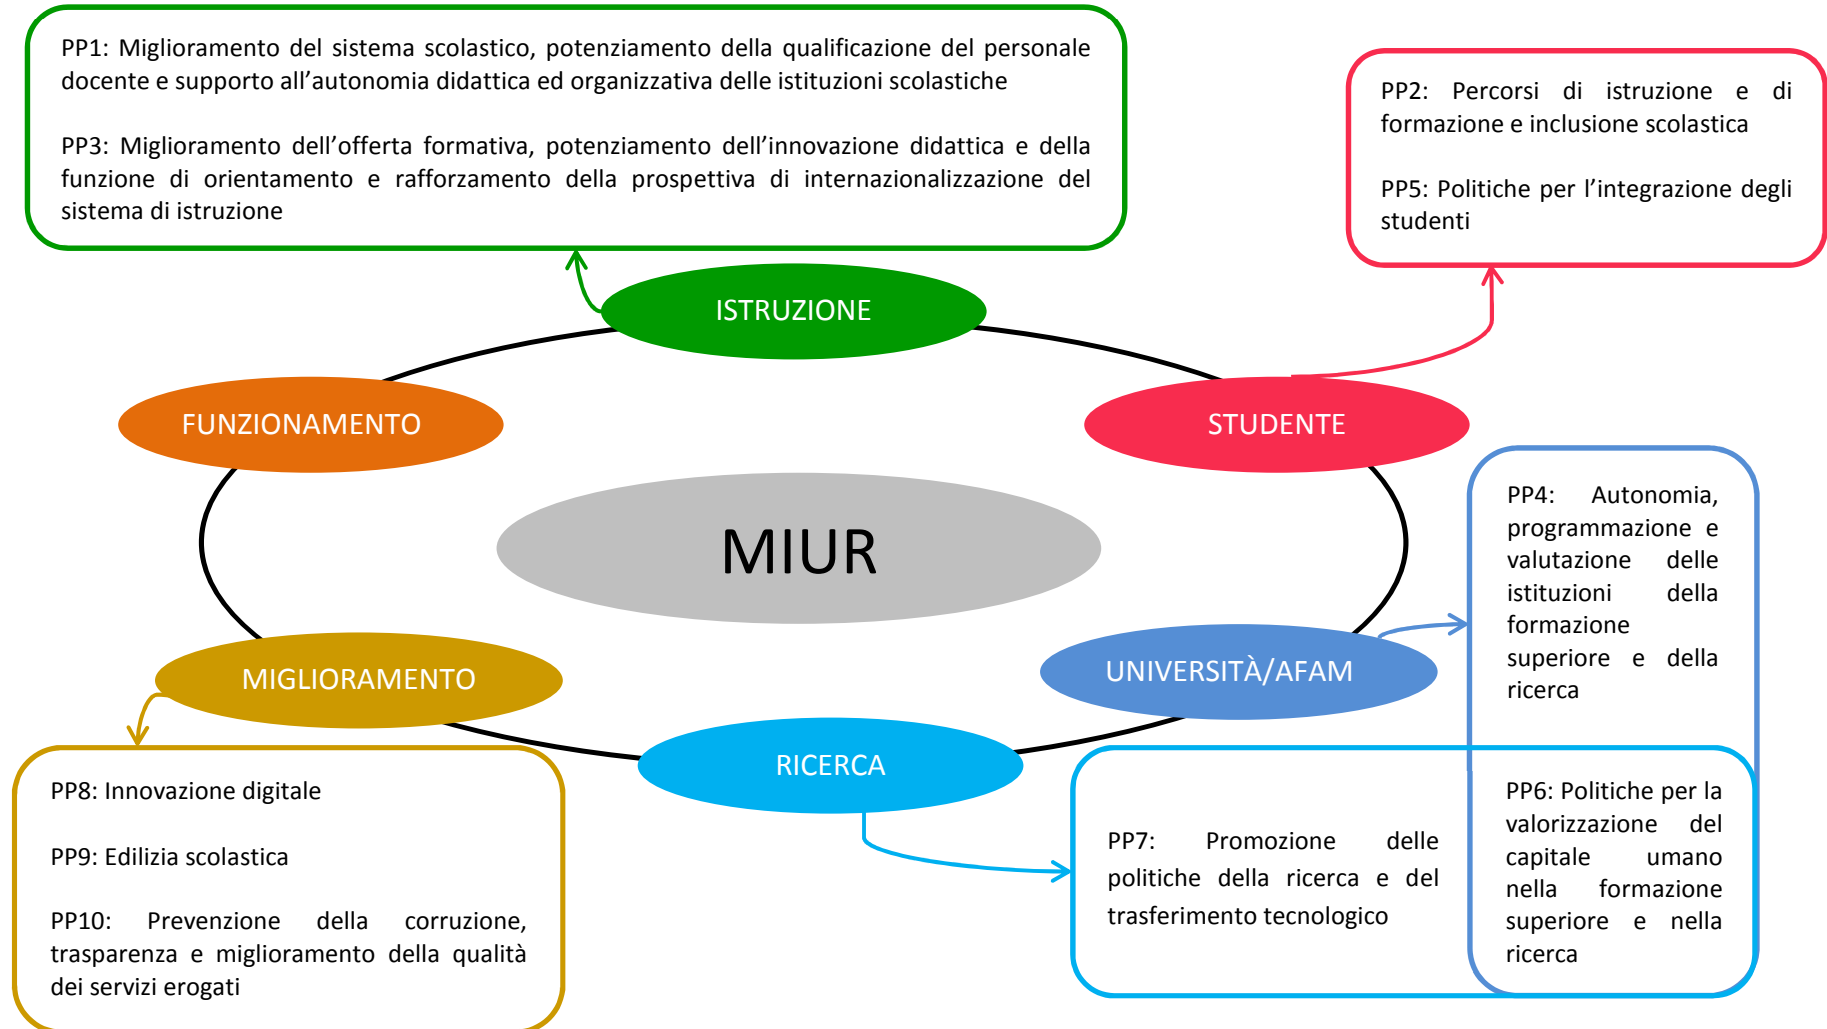 PP1: Miglioramento del sistema scolastico, potenziamento della qualificazione del personale
docente e supporto all’autonomia didattica ed organizzativa delle istituzioni scolastiche
PP3: Miglioramento dell’offerta formativa, potenziamento dell’innovazione didattica e della
funzione di orientamento e rafforzamento della prospettiva di internazionalizzazione del
sistema di istruzione
PP2: Percorsi di istruzione e di
formazione e inclusione scolastica
PP5: Politiche per l’integrazione degli
studenti
ISTRUZIONE
FUNZIONAMENTO
STUDENTE
MIUR
PP4: Autonomia,
programmazione e
valutazione delle
istituzioni della
formazione
superiore e della
ricerca
MIGLIORAMENTO
UNIVERSITÀ/AFAM
RICERCA
PP8: Innovazione digitale
PP9: Edilizia scolastica
PP10: Prevenzione della corruzione,
trasparenza e miglioramento della qualità
dei servizi erogati
PP7: Promozione delle
politiche della ricerca e del
trasferimento tecnologico
PP6: Politiche per la
valorizzazione del
capitale umano
nella formazione
superiore e nella
ricerca